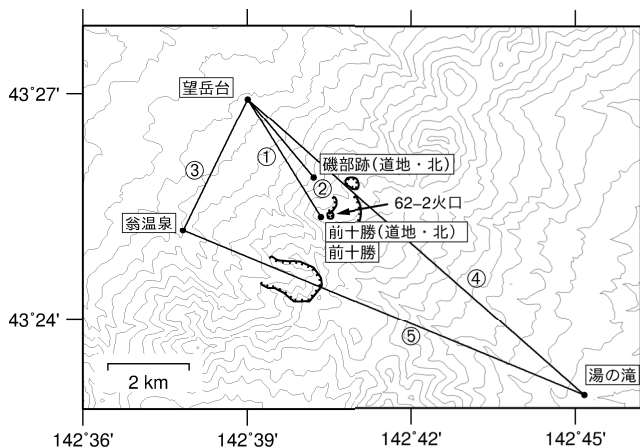 43°27'
望岳台
①
磯部跡(道地・北)
③
②
62–2火口
翁温泉
前十勝(道地・北)
前十勝
④
43°24'
⑤
2 km
湯の滝
142°36'
142°39'
142°42'
142°45'